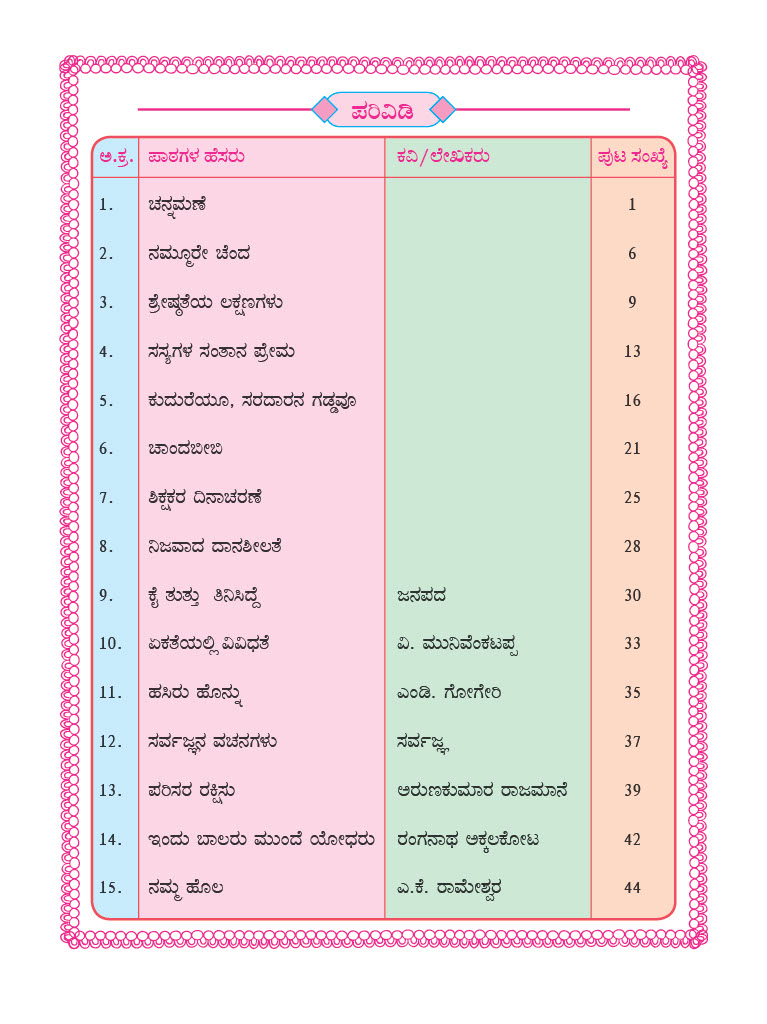 ಪರಿವಿಡಿ
ಅ.ಕ್ರ. ಪಾಠಗಳ ಹೆಸರು ಕವಿ/ಲೇಖಕರು ಪುಟ ಸಂಖ್ಯೆ
1. ಚನ್ನಮಣೆ 1
2. ನಮ್ಮೂರೇ ಚೆಂದ 6
3. ಶ್ರೇಷ್ಠತೆಯ ಲಕ್ಷಣಗಳು 9
4. ಸಸ್ಯಗಳ ಸಂತಾನ ಪ್ರೇಮ 13
5. ಕುದುರೆಯೂ, ಸರದಾರನ ಗಡ್ಡವೂ 16
6. ಚಾಂದಬೀಬಿ 21
7. ಶಿಕ್ಷಕರ ದಿನಾಚರಣೆ 25
8. ನಿಜವಾದ ದಾನಶೀಲತೆ 28
9. ಕೈ ತುತ್ತು ತಿನಿಸಿದ್ದೆ ಜನಪದ 30
10. ಏಕತೆಯಲ್ಲಿ ವಿವಿಧತೆ ವಿ. ಮುನಿವೆಂಕಟಪ್ಪ 33
11. ಹಸಿರು ಹೊನ್ನು ಎಂಡಿ. ಗೋಗೇರಿ 35
12. ಸರ್ವಜ್ಞನ ವಚನಗಳು ಸರ್ವಜ್ಞ 37
13. ಪರಿಸರ ರಕ್ಷಿಸು ಅರುಣಕುಮಾರ ರಾಜಮಾನೆ 39
14. ಇಂದು ಬಾಲರು ಮುಂದೆ ಯೋಧರು ರಂಗನಾಥ ಅಕ್ಕಲಕೋಟ 42
15. ನಮ್ಮ ಹೊಲ ಎ.ಕೆ. ರಾಮೇಶ್ವರ 44